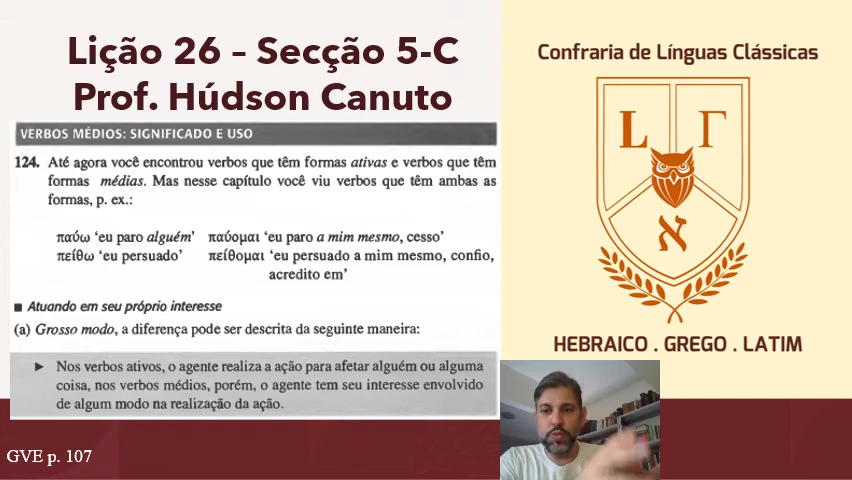 Lição 26 – Secção 5-C
Prof. Húdson Canuto
VERBOS MÉDIOS: SIGNIFICADO E USO
124. Até agora você encontrou verbos que têm formas ativas e verbos que têm
formas médias. Mas nesse capítulo você viu verbos que têm ambas as
formas, p. ex.:
παύω ‘eu paro alguém’ παύομαι ‘eu paro a mim mesmo, cesso’
πείθω ‘eu persuado’ πείθομαι ‘eu persuado a mim mesmo, confio,
acredito em’
■ Atuando em seu próprio interesse
(a) Grosso modo, a diferença pode ser descrita da seguinte maneira:
► Nos verbos ativos, o agente realiza a ação para afetar alguém ou alguma
coisa, nos verbos médios, porém, o agente tem seu interesse envolvido
de algum modo na realização da ação.
GVE p. 107
Confraria de Línguas Clássicas
L Γ
א
HEBRAICO . GREGO . LATIM